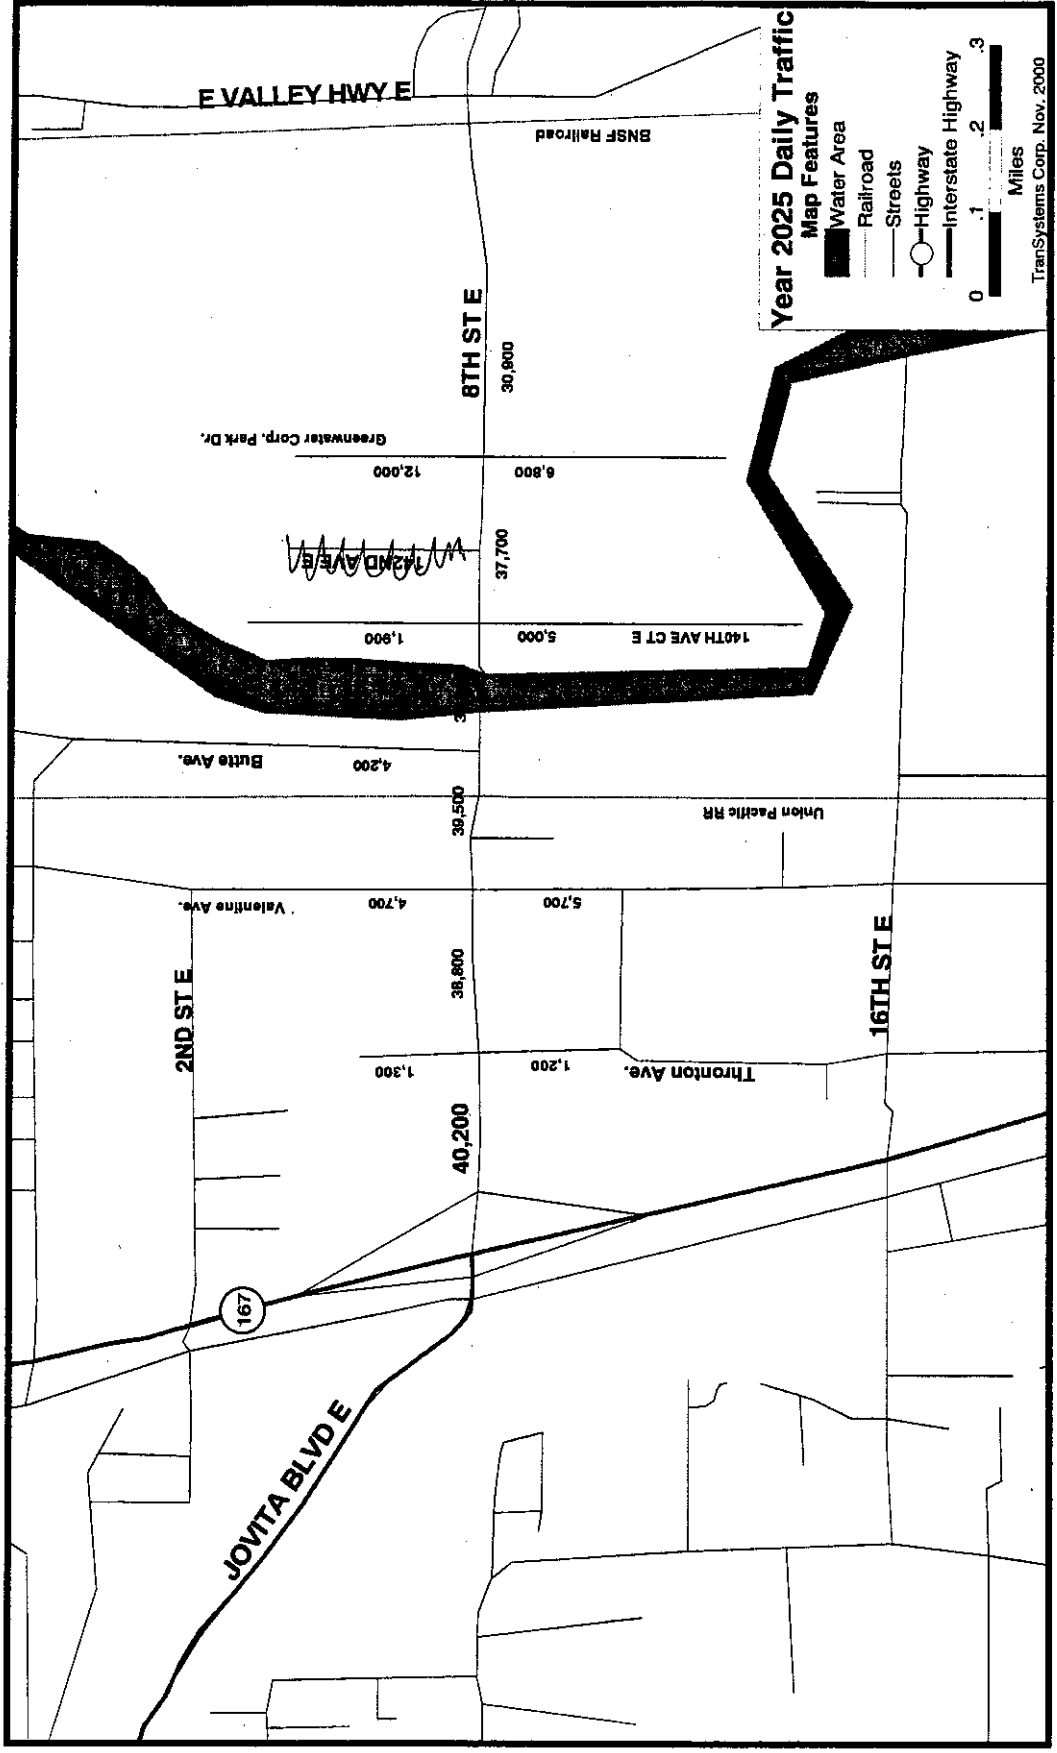 2ND ST E
8TH ST E
16TH ST E
JOVITA BLVD E
167
40,200
1,300
1,200
Thronton Ave.
38,800
Valentine Ave.
4,700
5,700
39,500
Union Pacific RR
Butte Ave.
4,200
1,900
5,000
140TH AVE CT E
142ND AVE E
37,700
Greenwater Corp. Park Dr.
12,000
6,800
30,900
BNSF Railroad
E VALLEY HWY E
Year 2025 Daily Traffic
Map Features
Water Area
Railroad
Streets
Highway
Interstate Highway
0 .1 .2 .3
Miles
TranSystems Corp. Nov. 2000